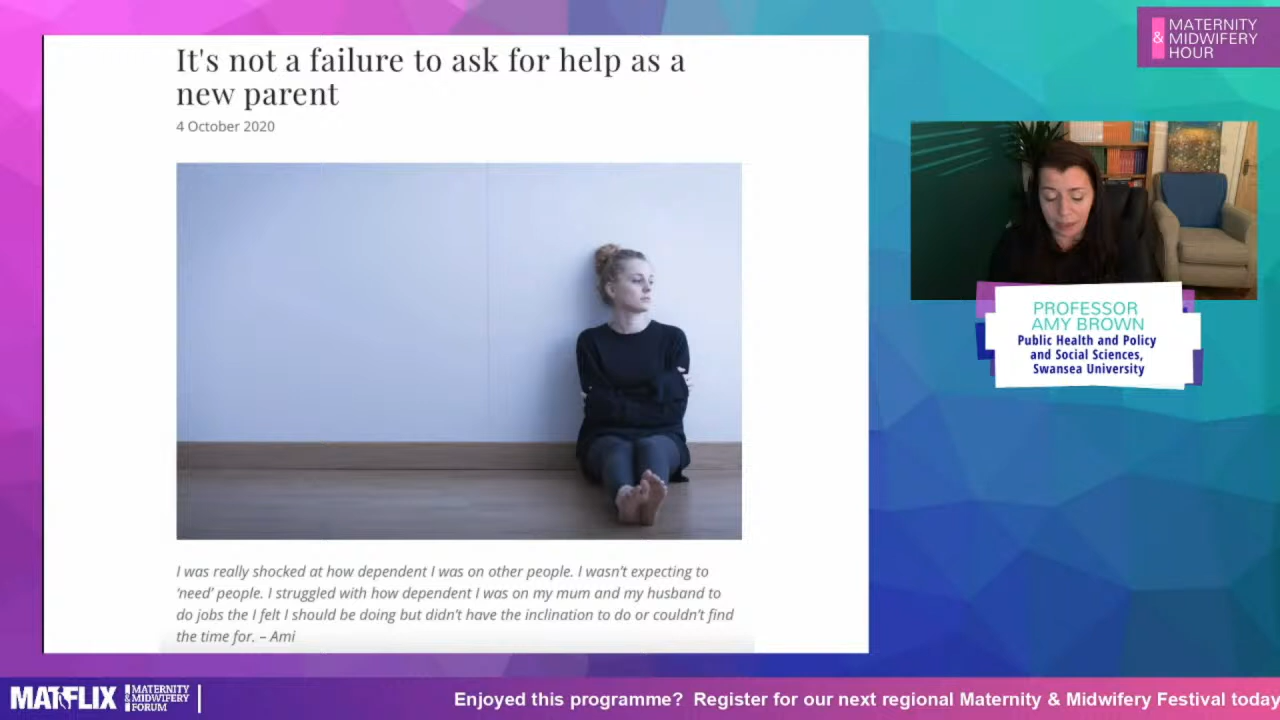 It's not a failure to ask for help as a
new parent
4 October 2020
I was really shocked at how dependent I was on other people. I wasn't expecting to
'need' people. I struggled with how dependent I was on my mum and my husband to
do jobs the I felt I should be doing but didn't have the inclination to do or couldn't find
the time for. – Ami
MATERNITY
& MIDWIFERY
HOUR
PROFESSOR
AMY BROWN
Public Health and Policy
and Social Sciences,
Swansea University
MATFLIX
MATERNITY
& MIDWIFERY
FORUM
Enjoyed this programme? Register for our next regional Maternity & Midwifery Festival today